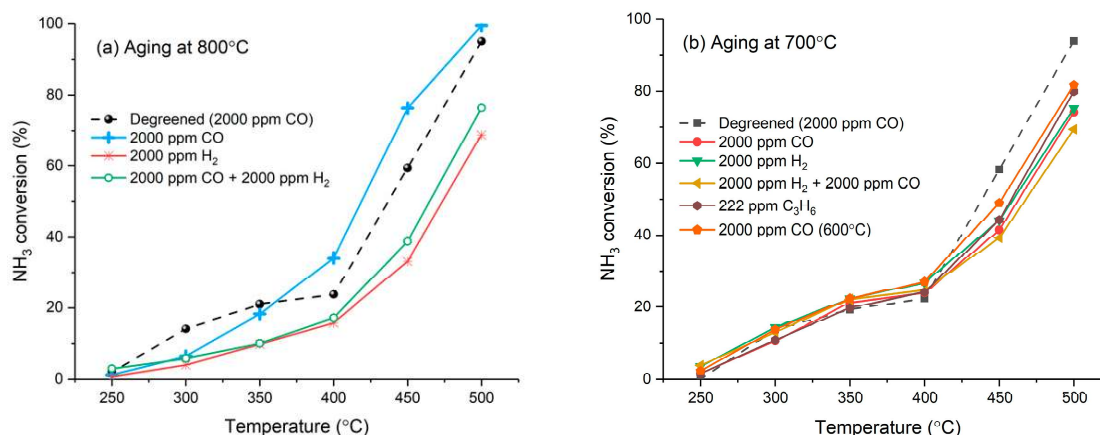 (a) Aging at 800°C
NH₃ conversion (%)
100
80
60
40
20
0
Degreened (2000 ppm CO)
2000 ppm CO
2000 ppm H₂
2000 ppm CO + 2000 ppm H₂
250 300 350 400 450 500
Temperature (°C)
(b) Aging at 700°C
NH₃ conversion (%)
100
80
60
40
20
0
Degreened (2000 ppm CO)
2000 ppm CO
2000 ppm H₂
2000 ppm H₂ + 2000 ppm CO
222 ppm C₃H₆
2000 ppm CO (600°C)
250 300 350 400 450 500
Temperature (°C)